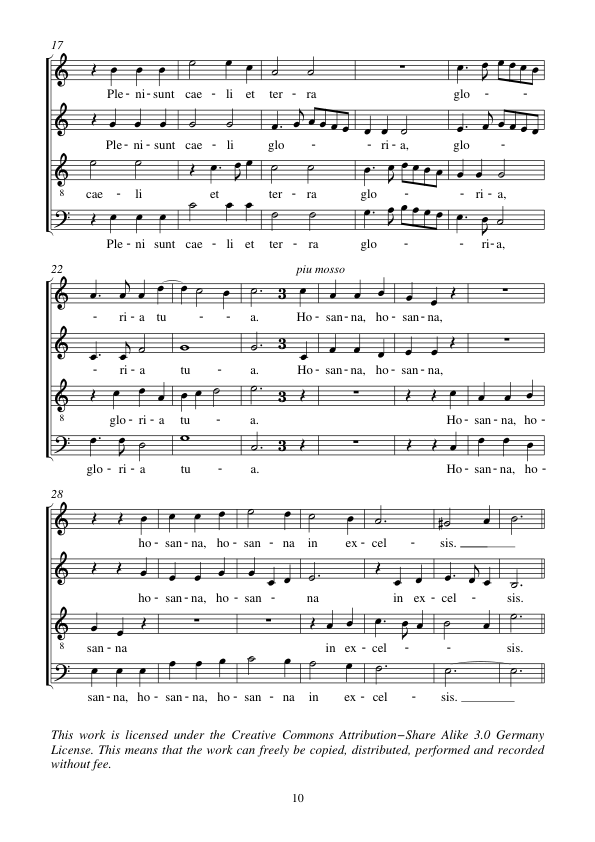 17
Ple - ni - sunt cae - li et ter - ra glo - - -
Ple - ni - sunt cae - li glo - - ri - a, glo -
8
cae - li et ter - ra glo - - ri - a,
Ple - ni sunt cae - li et ter - ra glo - - ri - a,
22
piu mosso
3
- ri - a tu - - a. Ho - san - na, ho - san - na,
3
- ri - a tu - a. Ho - san - na, ho - san - na,
3
8
glo - ri - a tu - - a. Ho - san - na, ho -
3
glo - ri - a tu - a. Ho - san - na, ho -
28
ho - san - na, ho - san - na in ex - cel - sis.
ho - san - na, ho - san - na in ex - cel - sis.
8
san - na in ex - cel - - sis.
san - na, ho - san - na, ho - san - na in ex - cel - sis.
This work is licensed under the Creative Commons Attribution−Share Alike 3.0 Germany
License. This means that the work can freely be copied, distributed, performed and recorded
without fee.
10